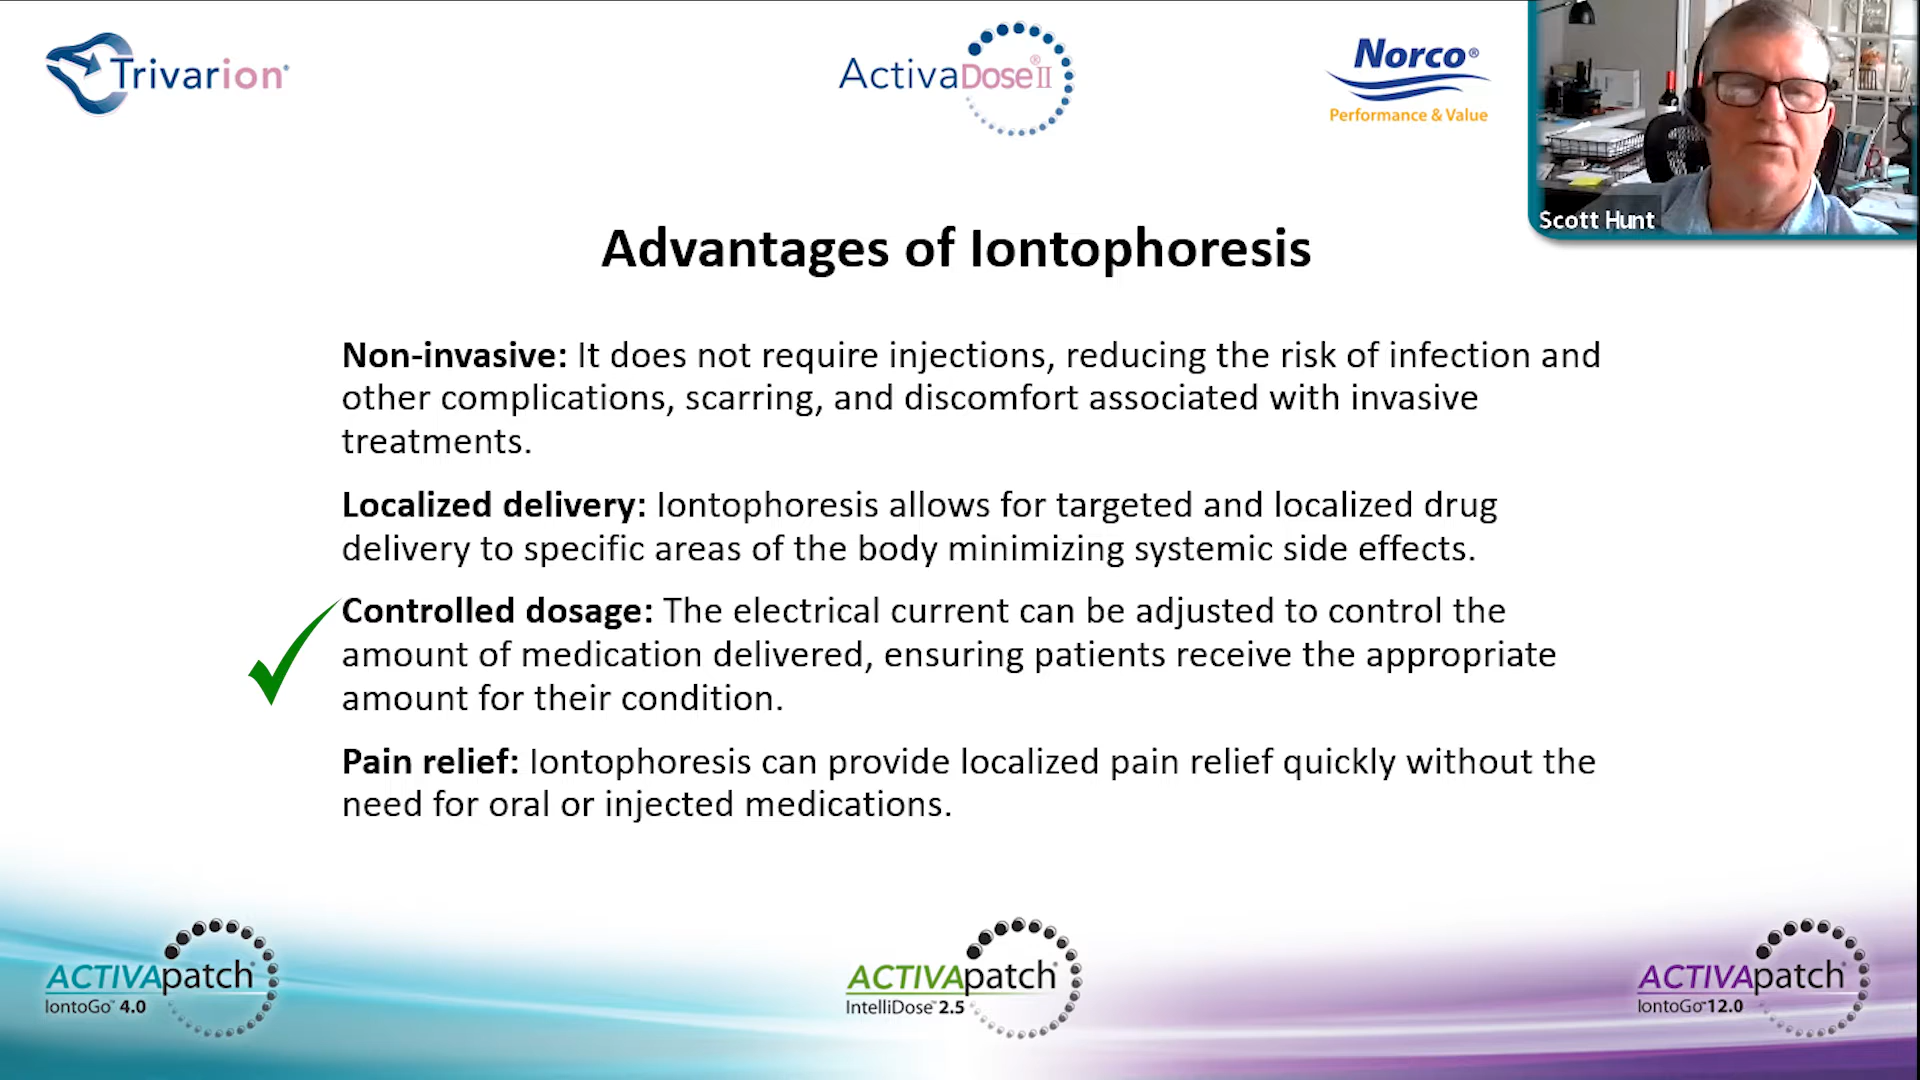 Trivarion®
ActivaDose® II
Norco®
Performance & Value
Scott Hunt
Advantages of Iontophoresis
Non-invasive: It does not require injections, reducing the risk of infection and
other complications, scarring, and discomfort associated with invasive
treatments.
Localized delivery: Iontophoresis allows for targeted and localized drug
delivery to specific areas of the body minimizing systemic side effects.
Controlled dosage: The electrical current can be adjusted to control the
amount of medication delivered, ensuring patients receive the appropriate
amount for their condition.
Pain relief: Iontophoresis can provide localized pain relief quickly without the
need for oral or injected medications.
ACTIVApatch®
IontoGo™ 4.0
ACTIVApatch®
IntelliDose™ 2.5
ACTIVApatch®
IontoGo™ 12.0